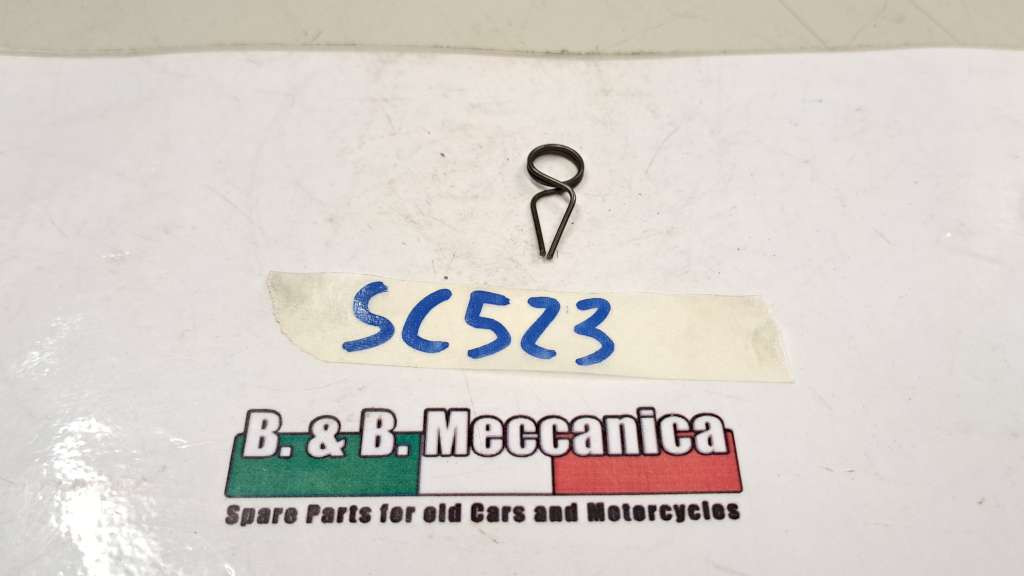 SC523
B. & B. Meccanica
Spare Parts for old Cars and Motorcycles